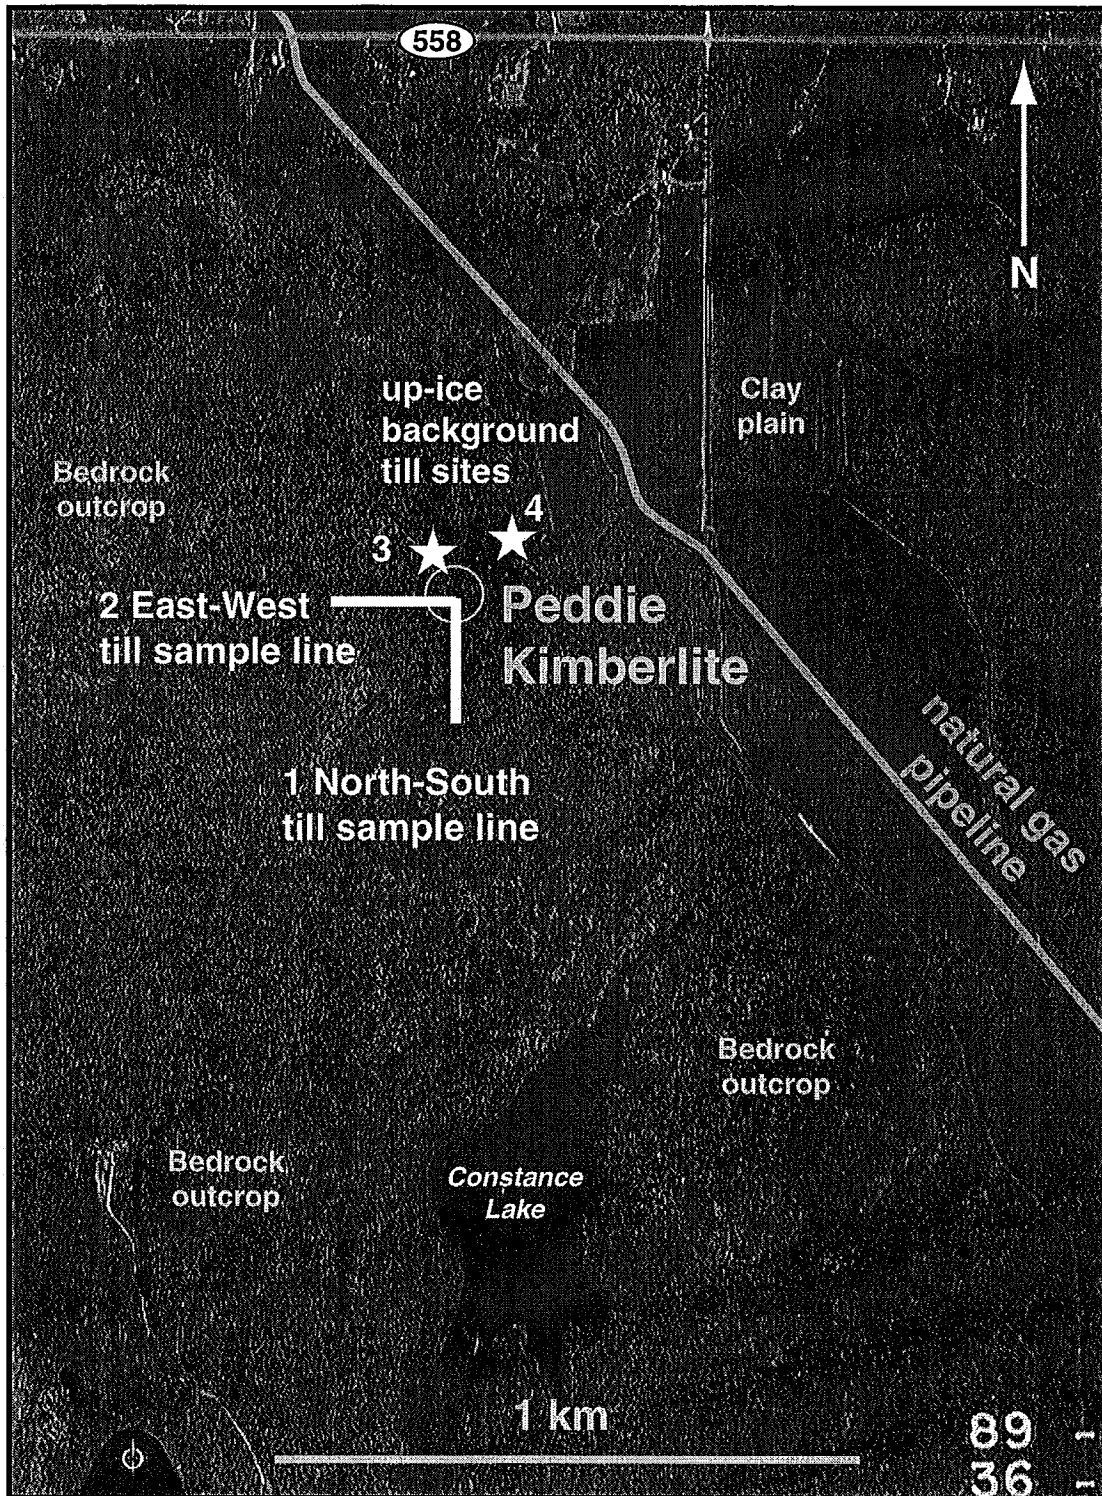 558
N
up-ice
background
till sites
Clay
plain
Bedrock
outcrop
3
4
2 East-West
till sample line
Peddie
Kimberlite
1 North-South
till sample line
natural gas
pipeline
Bedrock
outcrop
Bedrock
outcrop
Constance
Lake
1 km
89
36